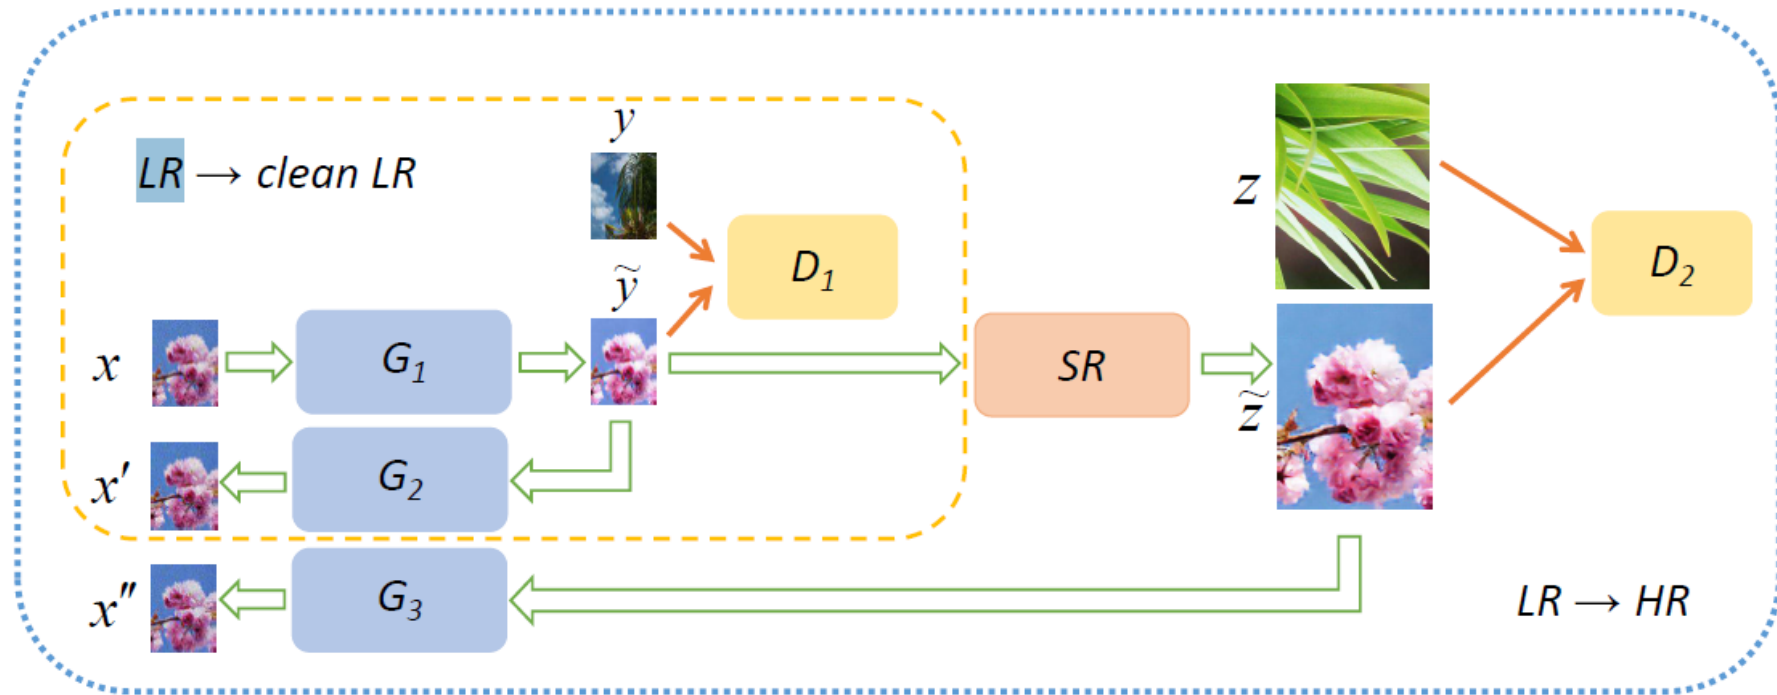 LR → clean LR
y
ỹ
D₁
z
D₂
x
G₁
SR
z̃
x′
G₂
x″
G₃
LR → HR